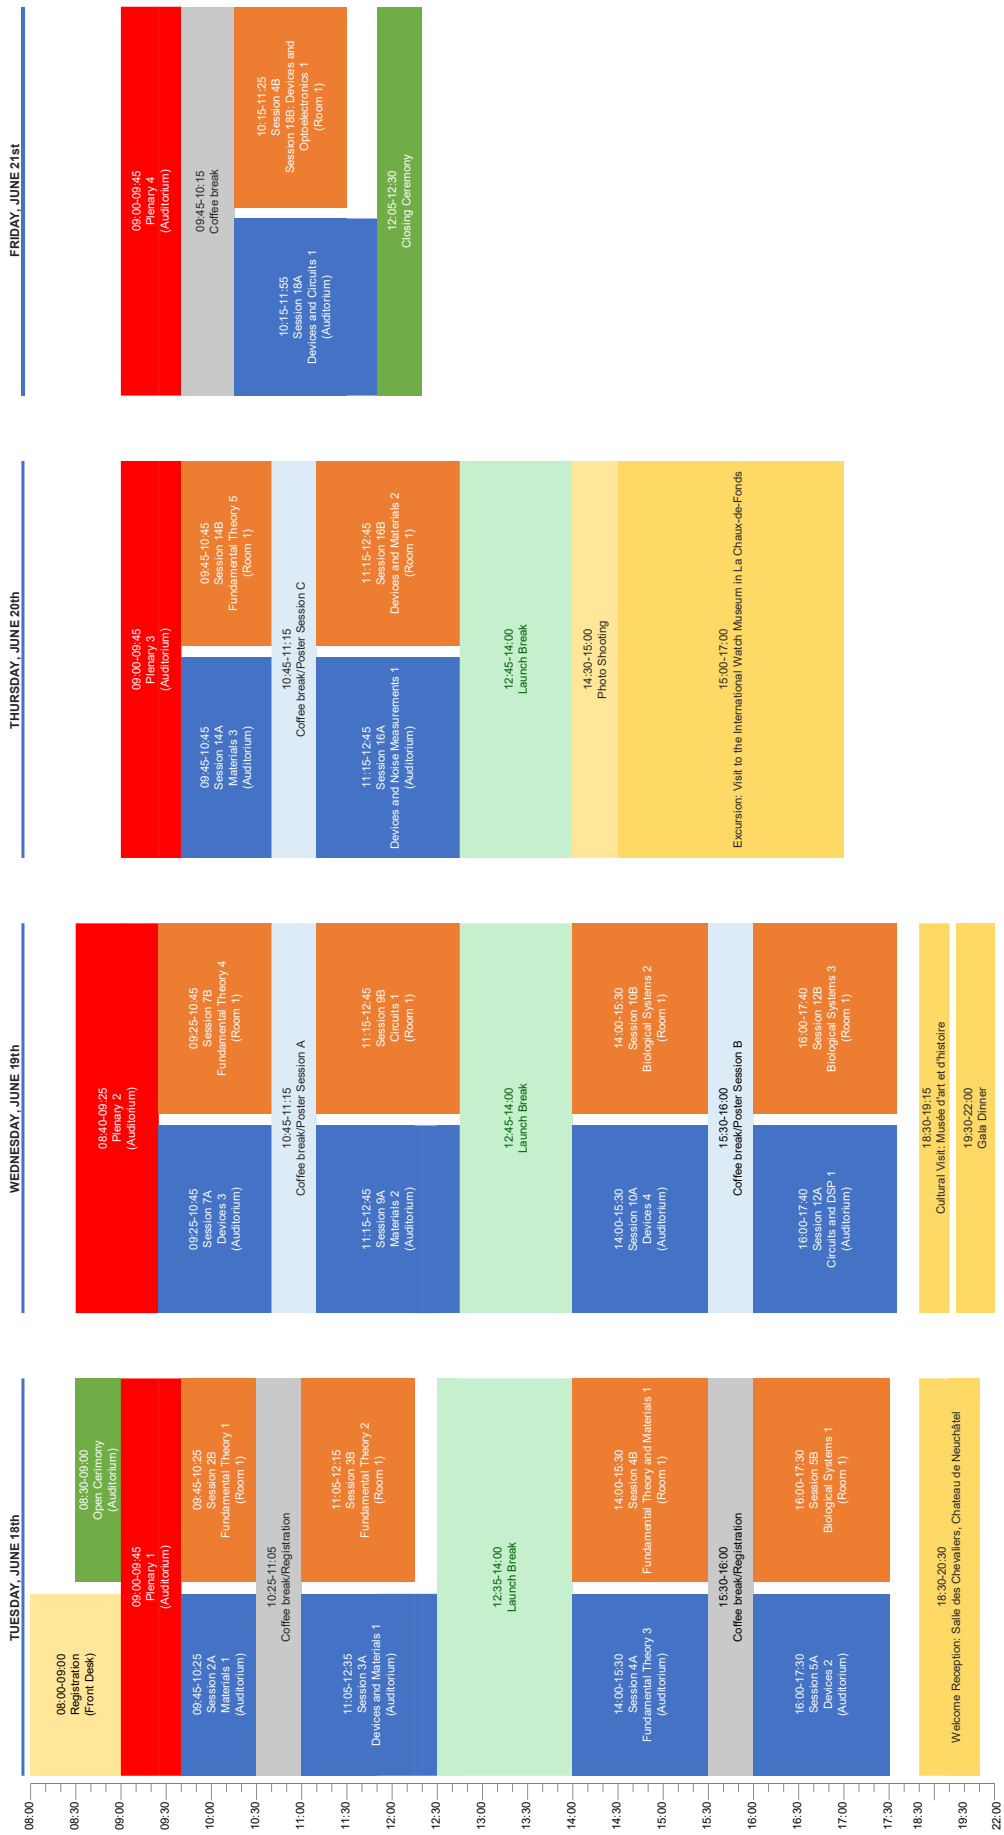 TUESDAY, JUNE 18th
08:00-09:00
Registration
(Front Desk)
08:30-09:00
Open Cerimony
(Auditorium)
09:00-09:45
Plenary 1
(Auditorium)
09:45-10:25
Session 2A
Materials 1
(Auditorium)
09:45-10:25
Session 2B
Fundamental Theory 1
(Room 1)
10:25-11:05
Coffee break/Registration
11:05-12:35
Session 3A
Devices and Materials 1
(Auditorium)
11:05-12:15
Session 3B
Fundamental Theory 2
(Room 1)
12:35-14:00
Launch Break
14:00-15:30
Session 4A
Fundamental Theory 3
(Auditorium)
14:00-15:30
Session 4B
Fundamental Theory and Materials 1
(Room 1)
15:30-16:00
Coffee break/Registration
16:00-17:30
Session 5A
Devices 2
(Auditorium)
16:00-17:30
Session 5B
Biological Systems 1
(Room 1)
18:30-20:30
Welcome Reception: Salle des Chevaliers, Chateau de Neuchâtel
WEDNESDAY, JUNE 19th
08:40-09:25
Plenary 2
(Auditorium)
09:25-10:45
Session 7A
Devices 3
(Auditorium)
09:25-10:45
Session 7B
Fundamental Theory 4
(Room 1)
10:45-11:15
Coffee break/Poster Session A
11:15-12:45
Session 9A
Materials 2
(Auditorium)
11:15-12:45
Session 9B
Circuits 1
(Room 1)
12:45-14:00
Launch Break
14:00-15:30
Session 10A
Devices 4
(Auditorium)
14:00-15:30
Session 10B
Biological Systems 2
(Room 1)
15:30-16:00
Coffee break/Poster Session B
16:00-17:40
Session 12A
Circuits and DSP 1
(Auditorium)
16:00-17:40
Session 12B
Biological Systems 3
(Room 1)
18:30-19:15
Cultural Visit: Musée d'art et d'histoire
19:30-22:00
Gala Dinner
THURSDAY, JUNE 20th
09:00-09:45
Plenary 3
(Auditorium)
09:45-10:45
Session 14A
Materials 3
(Auditorium)
09:45-10:45
Session 14B
Fundamental Theory 5
(Room 1)
10:45-11:15
Coffee break/Poster Session C
11:15-12:45
Session 16A
Devices and Noise Measurements 1
(Auditorium)
11:15-12:45
Session 16B
Devices and Materials 2
(Room 1)
12:45-14:00
Launch Break
14:30-15:00
Photo Shooting
15:00-17:00
Excursion: Visit to the International Watch Museum in La Chaux-de-Fonds
FRIDAY, JUNE 21st
09:00-09:45
Plenary 4
(Auditorium)
09:45-10:15
Coffee break
10:15-11:55
Session 18A
Devices and Circuits 1
(Auditorium)
10:15-11:25
Session 4B
Session 18B: Devices and
Optoelectronics 1
(Room 1)
12:05-12:30
Closing Ceremony
08:00
08:30
09:00
09:30
10:00
10:30
11:00
11:30
12:00
12:30
13:00
13:30
14:00
14:30
15:00
15:30
16:00
16:30
17:00
17:30
18:30
19:30
22:00